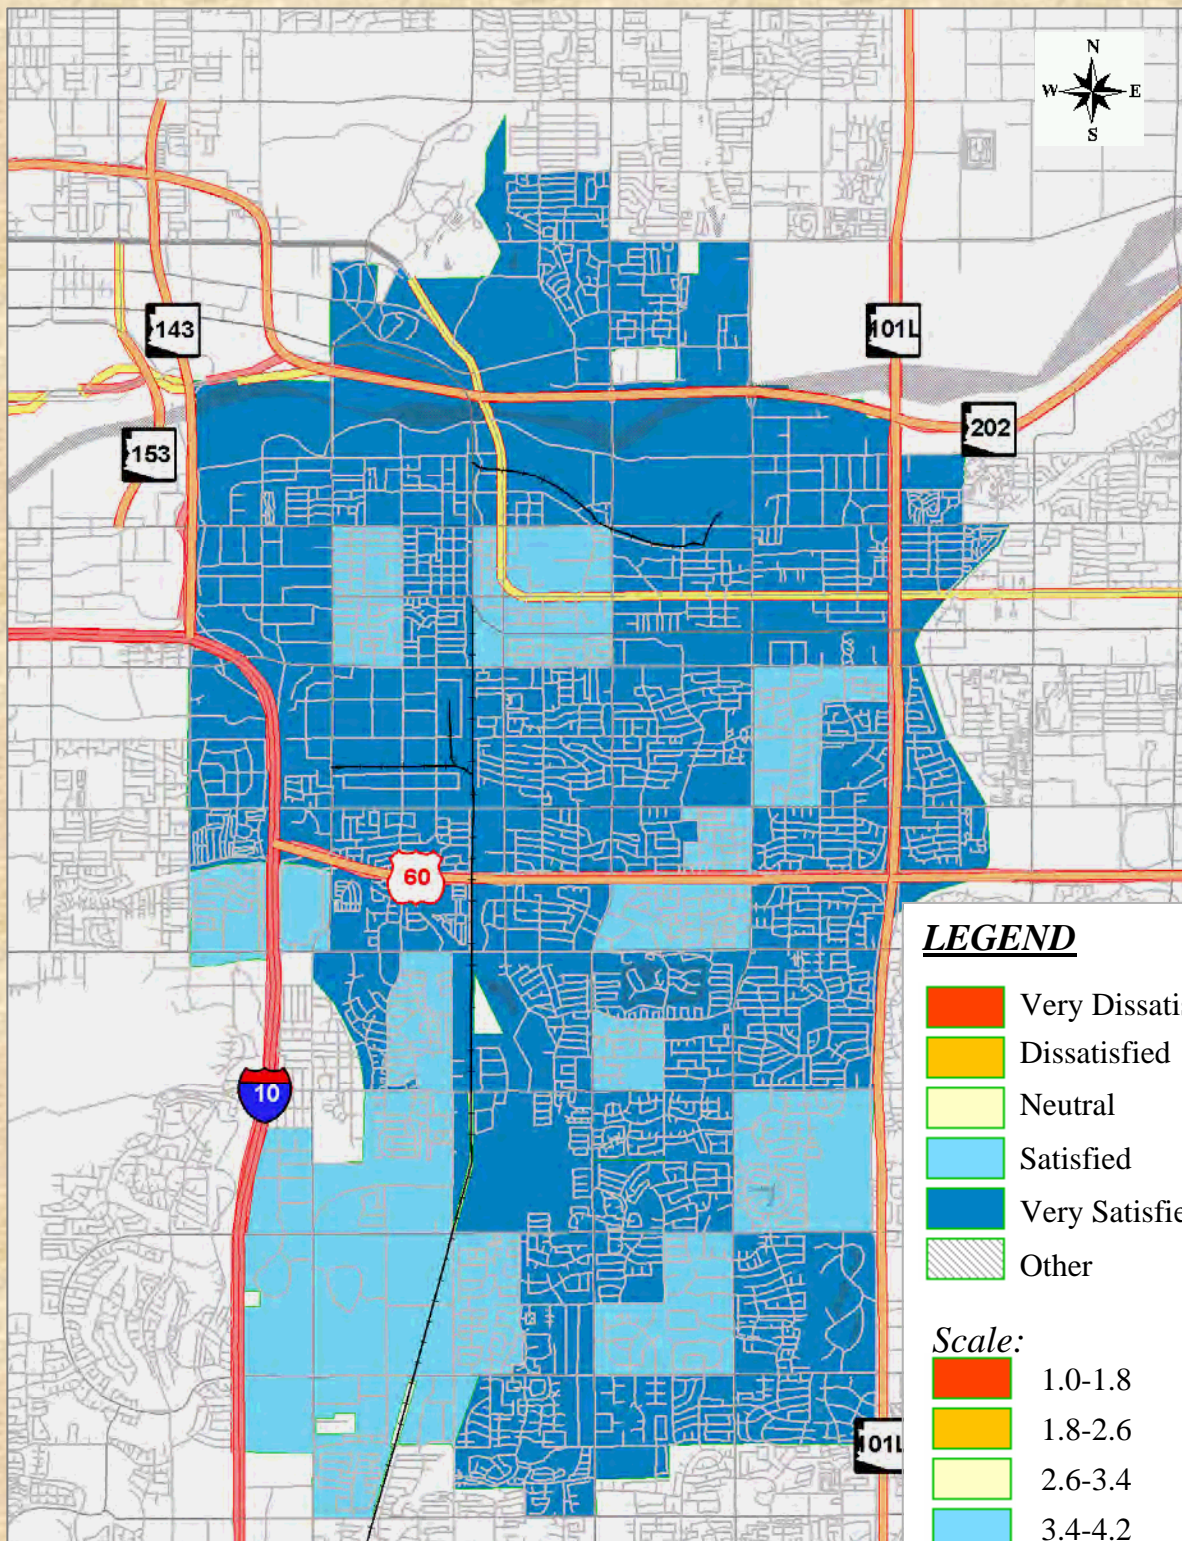 N
W E
S
143
101L
202
153
60
LEGEND
Very Dissati
Dissatisfied
Neutral
10
Satisfied
Very Satisfie
Other
Scale:
1.0-1.8
1.8-2.6
101L
2.6-3.4
3.4-4.2